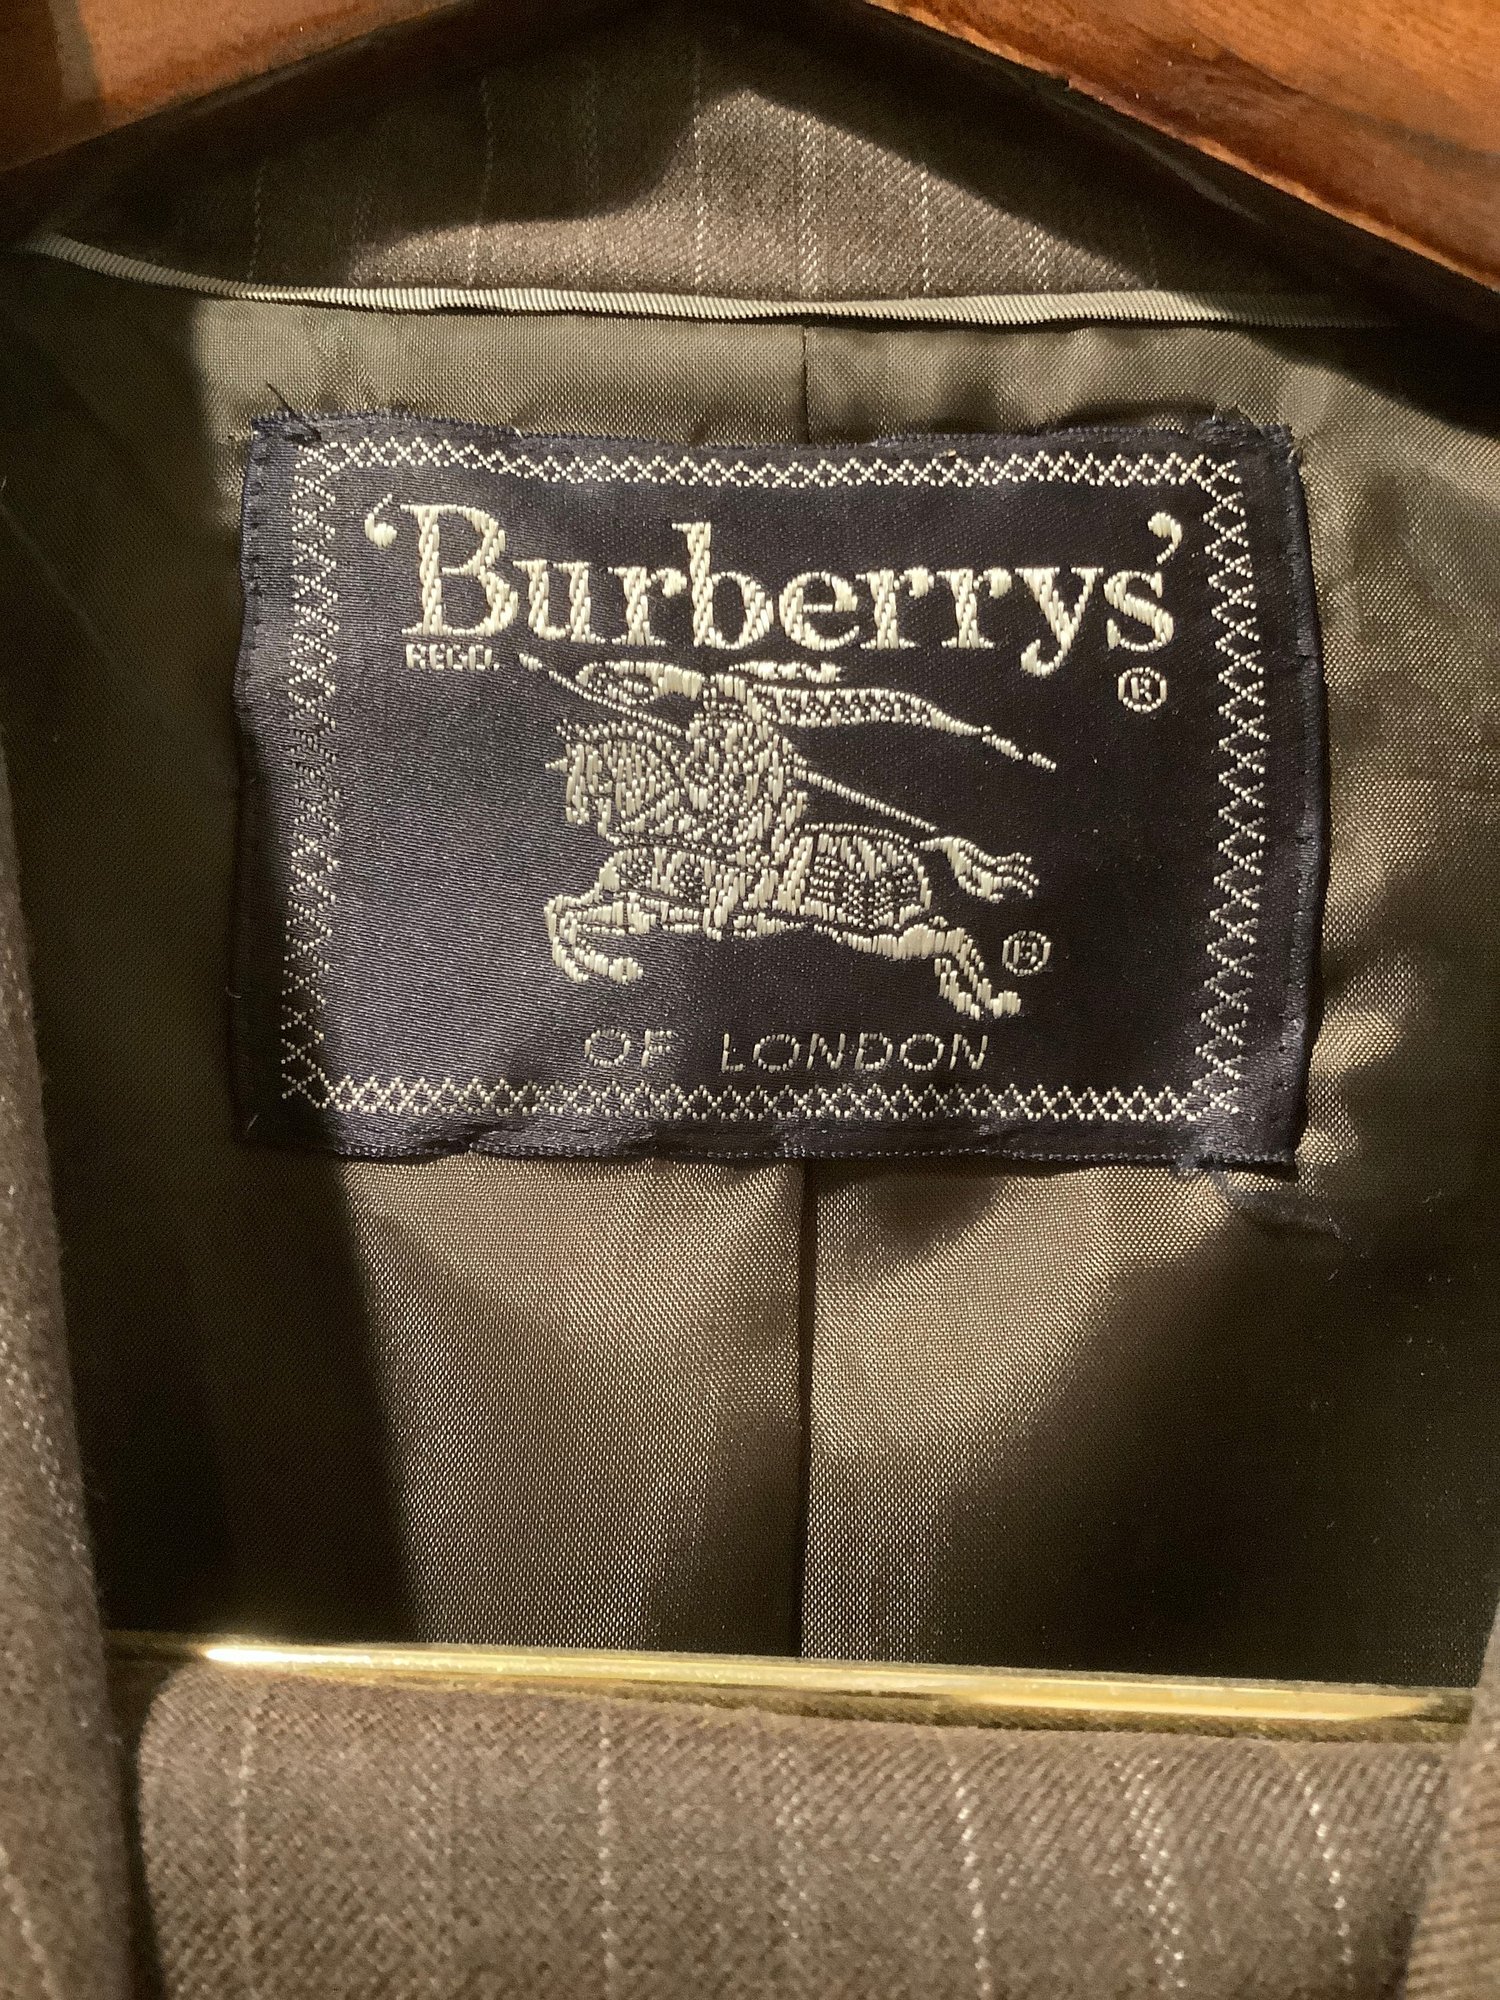 ‘Burberrys’
REGD.
®
®
OF LONDON